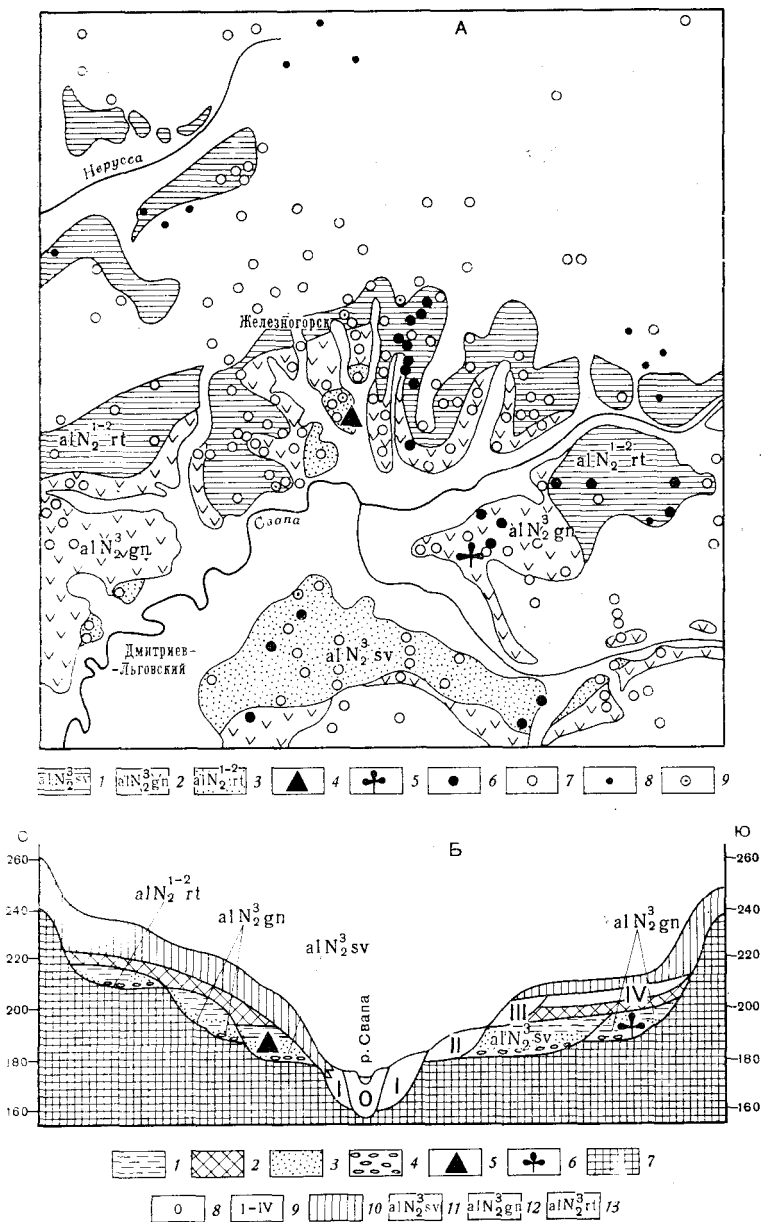 А
Нерусса
Железногорск
alN₂¹⁻²rt
alN₂¹⁻²rt
Свапа
alN₂³gn
alN₂³gn
Дмитриев-
-Льговский
alN₂³sv
alN₂³sv 1 alN₂³gn 2 alN₂¹⁻²rt 3 4 5 6 7 8 9
С Б Ю
260 260
alN₂¹⁻²rt
240 alN₂³gn alN₂³gn 240
alN₂³sv
220 220
р. Свапа
200 III IV 200
II alN₂³sv
180 180
I O I
160 160
1 2 3 4 5 6 7
0 8 I-IV 9 10 alN₂³sv 11 alN₂³gn 12 alN₂³rt 13